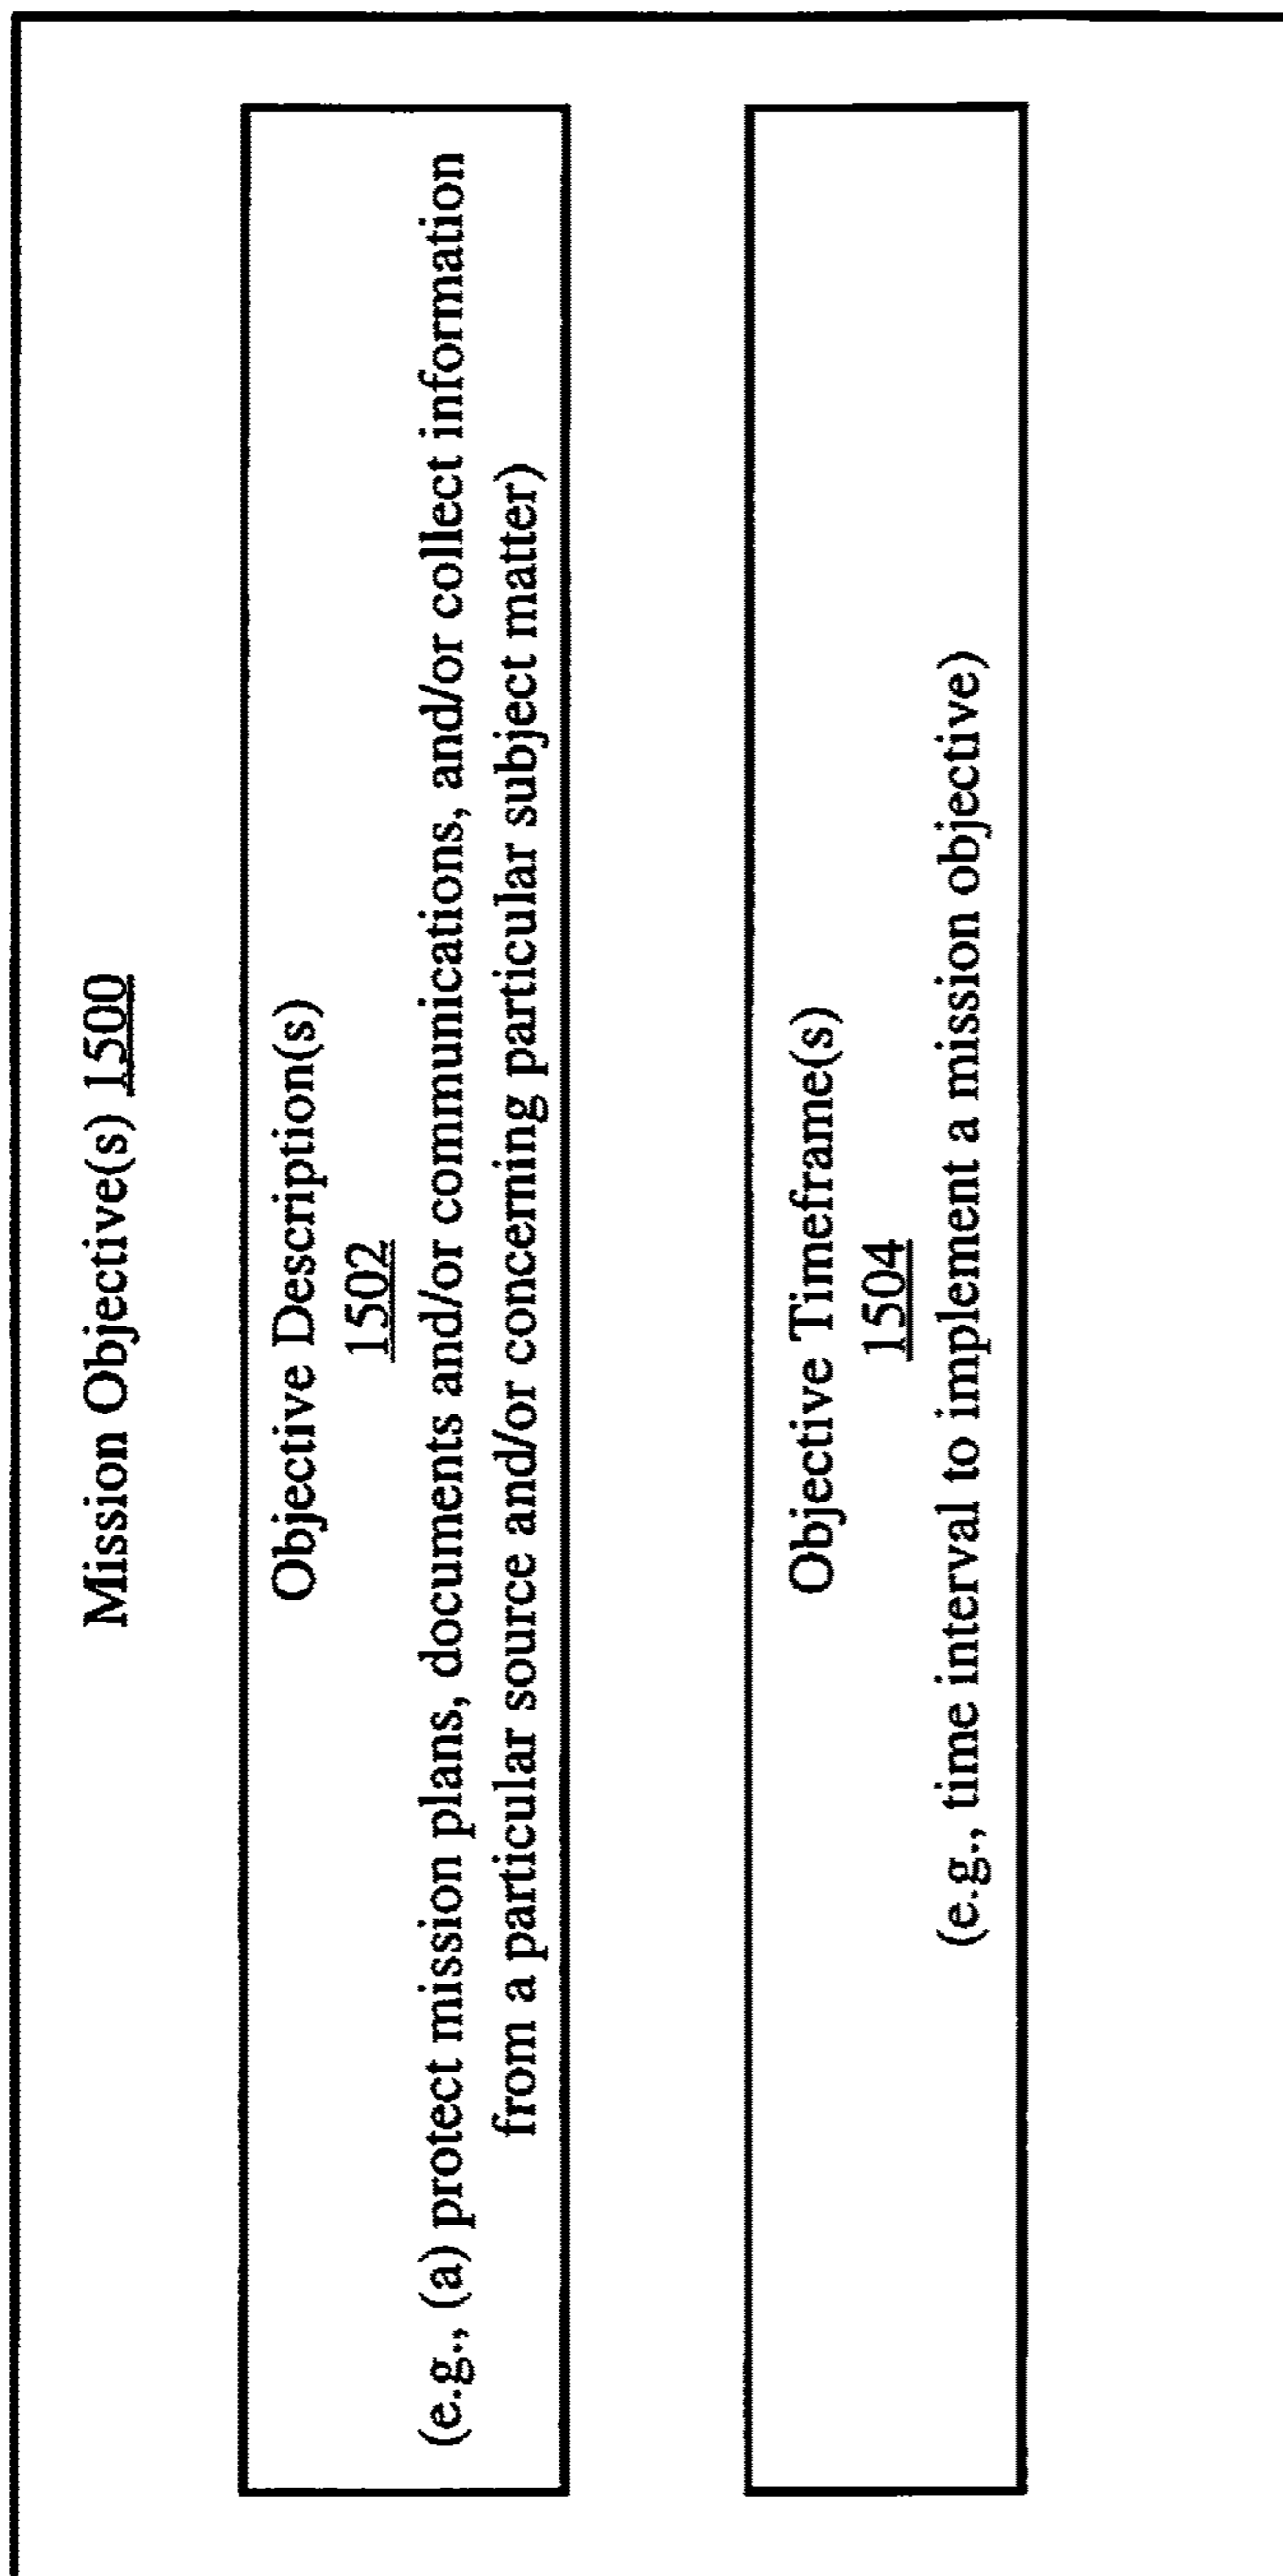 Mission Objective(s) 1500
Objective Description(s)
1502
(e.g., (a) protect mission plans, documents and/or communications, and/or collect information
from a particular source and/or concerning particular subject matter)
Objective Timeframe(s)
1504
(e.g., time interval to implement a mission objective)